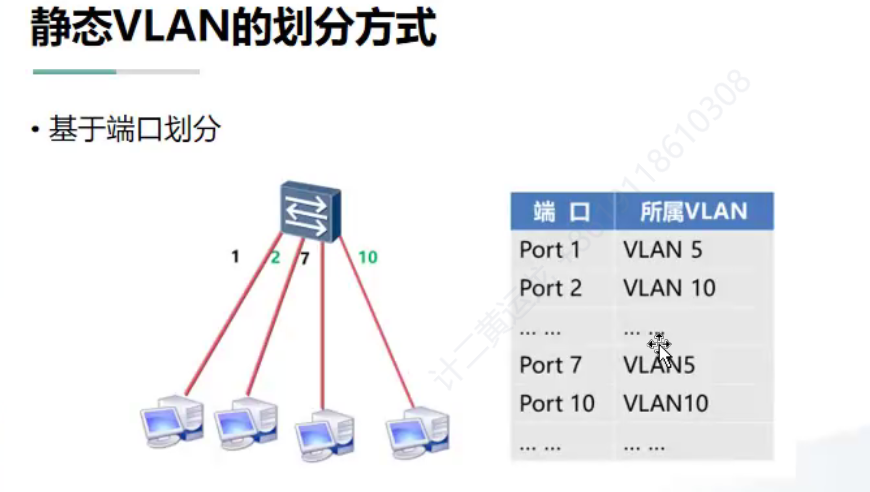 静态VLAN的划分方式
• 基于端口划分
1 2 7 10
端 口 所属VLAN
Port 1 VLAN 5
Port 2 VLAN 10
... ... ... ...
Port 7 VLAN5
Port 10 VLAN10
... ... ... ...
计二黄运
118610308